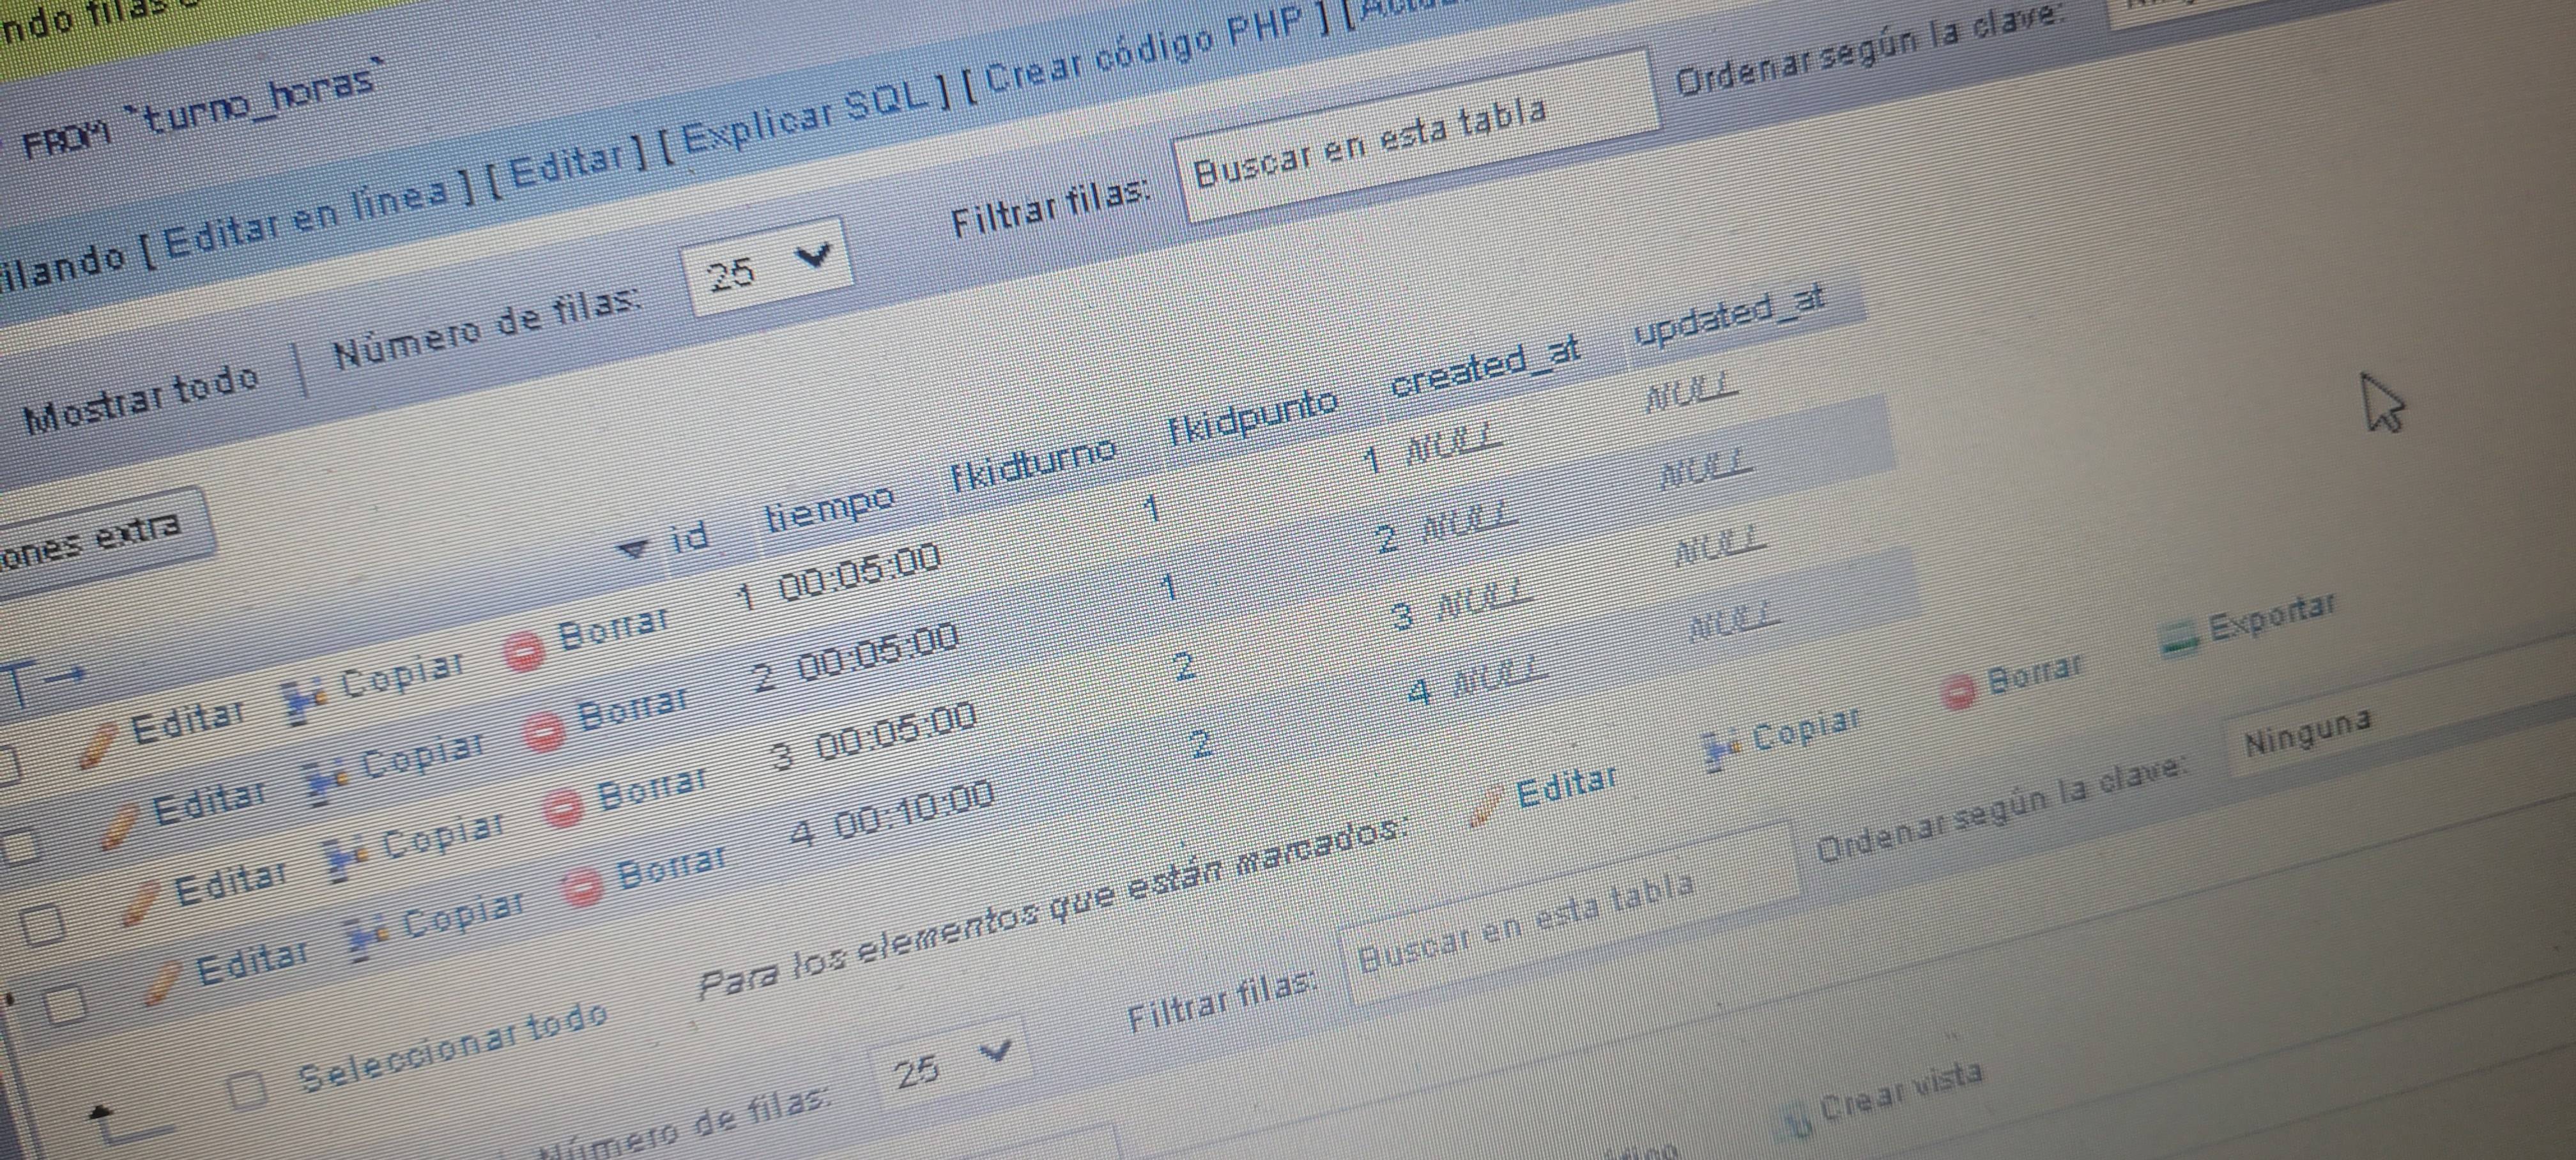 ndo filas
FROM `turno_horas`
ilando [ Editar en línea ] [ Editar ] [ Explicar SQL ] [ Crear código PHP ] [
Mostrar todo | Número de filas: 25 Filtrar filas: Buscar en esta tabla Ordenar según la clave:
ones extra
T→ id tiempo fkidturno fkidpunto created_at updated_at
Editar Copiar Borrar 1 00:05:00 1 1 NULL NULL
Editar Copiar Borrar 2 00:05:00 1 2 NULL NULL
Editar Copiar Borrar 3 00:05:00 2 3 NULL NULL
Editar Copiar Borrar 4 00:10:00 2 4 NULL NULL
Seleccionar todo Para los elementos que están marcados: Editar Copiar Borrar Exportar
Número de filas: 25 Filtrar filas: Buscar en esta tabla Ordenar según la clave: Ninguna
Crear vista